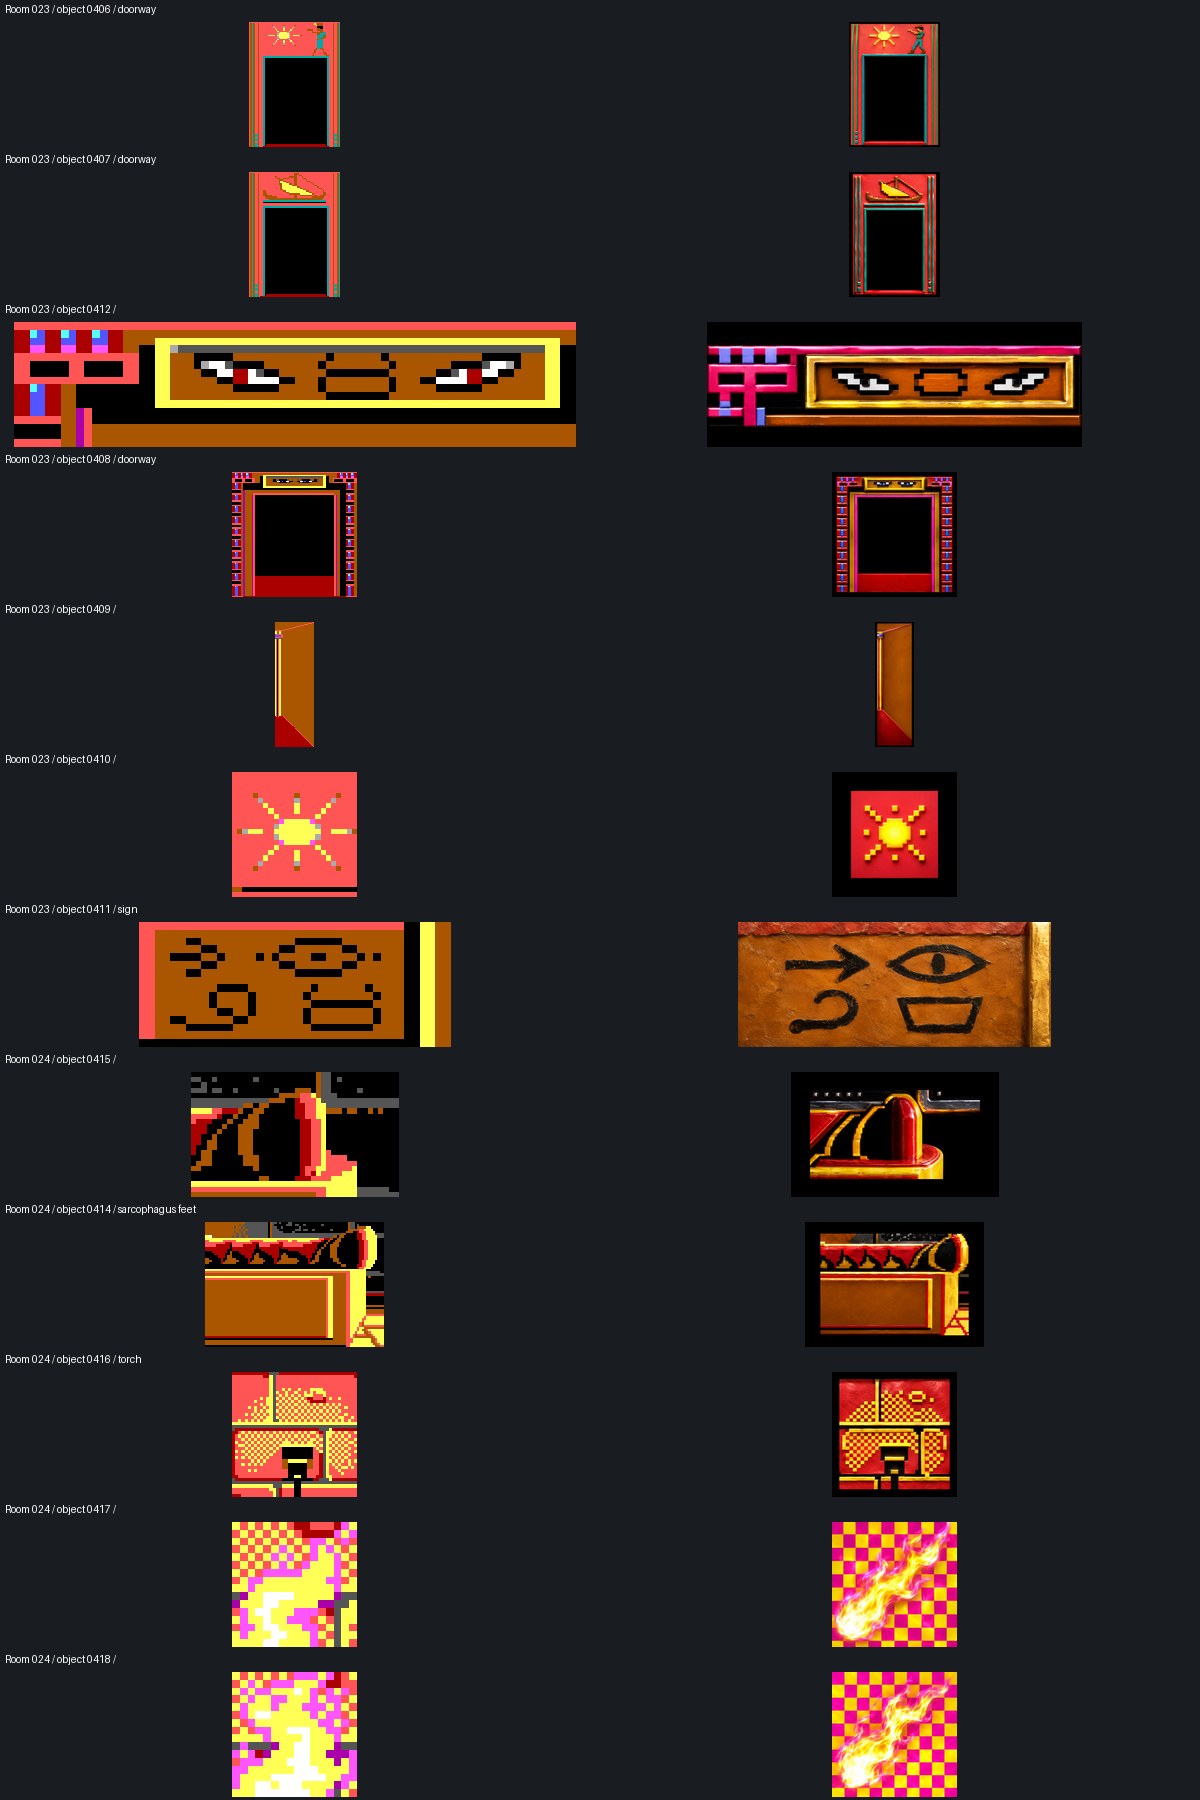 Room 023 / object 0406 / doorway
Room 023 / object 0407 / doorway
Room 023 / object 0412 /
Room 023 / object 0408 / doorway
Room 023 / object 0409 /
Room 023 / object 0410 /
Room 023 / object 0411 / sign
Room 024 / object 0415 /
Room 024 / object 0414 / sarcophagus feet
Room 024 / object 0416 / torch
Room 024 / object 0417 /
Room 024 / object 0418 /